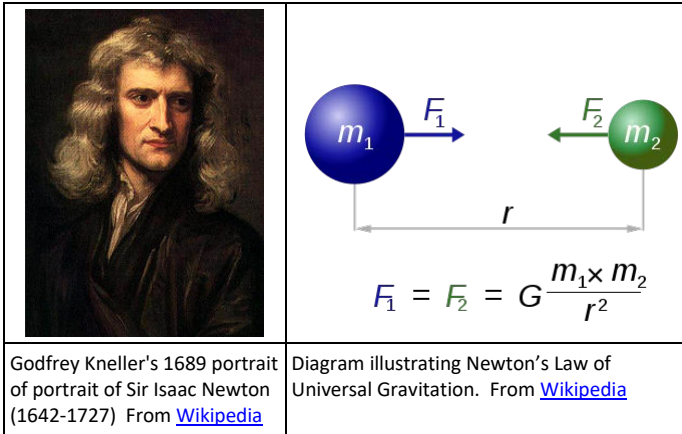 m₁
F₁
F₂
m₂
r
F₁ = F₂ = G m₁ × m₂ / r²
Godfrey Kneller's 1689 portrait
of portrait of Sir Isaac Newton
(1642-1727) From Wikipedia
Diagram illustrating Newton’s Law of
Universal Gravitation. From Wikipedia